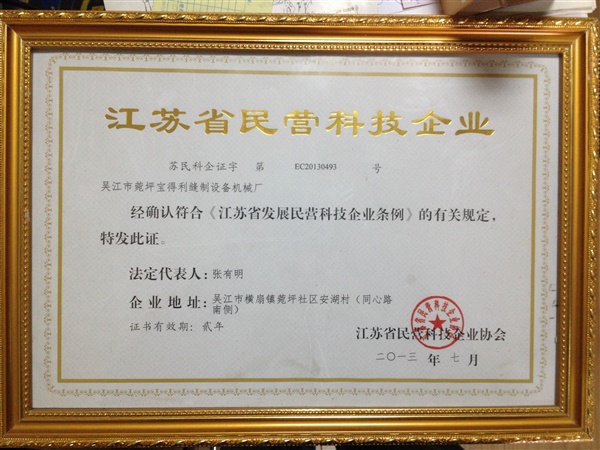 江苏省民营科技企业
苏民科企证字 第 EC20130493 号
吴江市菀坪宝得利缝制设备机械厂
经确认符合《江苏省发展民营科技企业条例》的有关规定，
特发此证。
法定代表人：张有明
企业地址：吴江市横扇镇菀坪社区安湖村（同心路
南侧）
证书有效期：贰年
江苏省民营科技企业协会
二〇一三 年 七 月